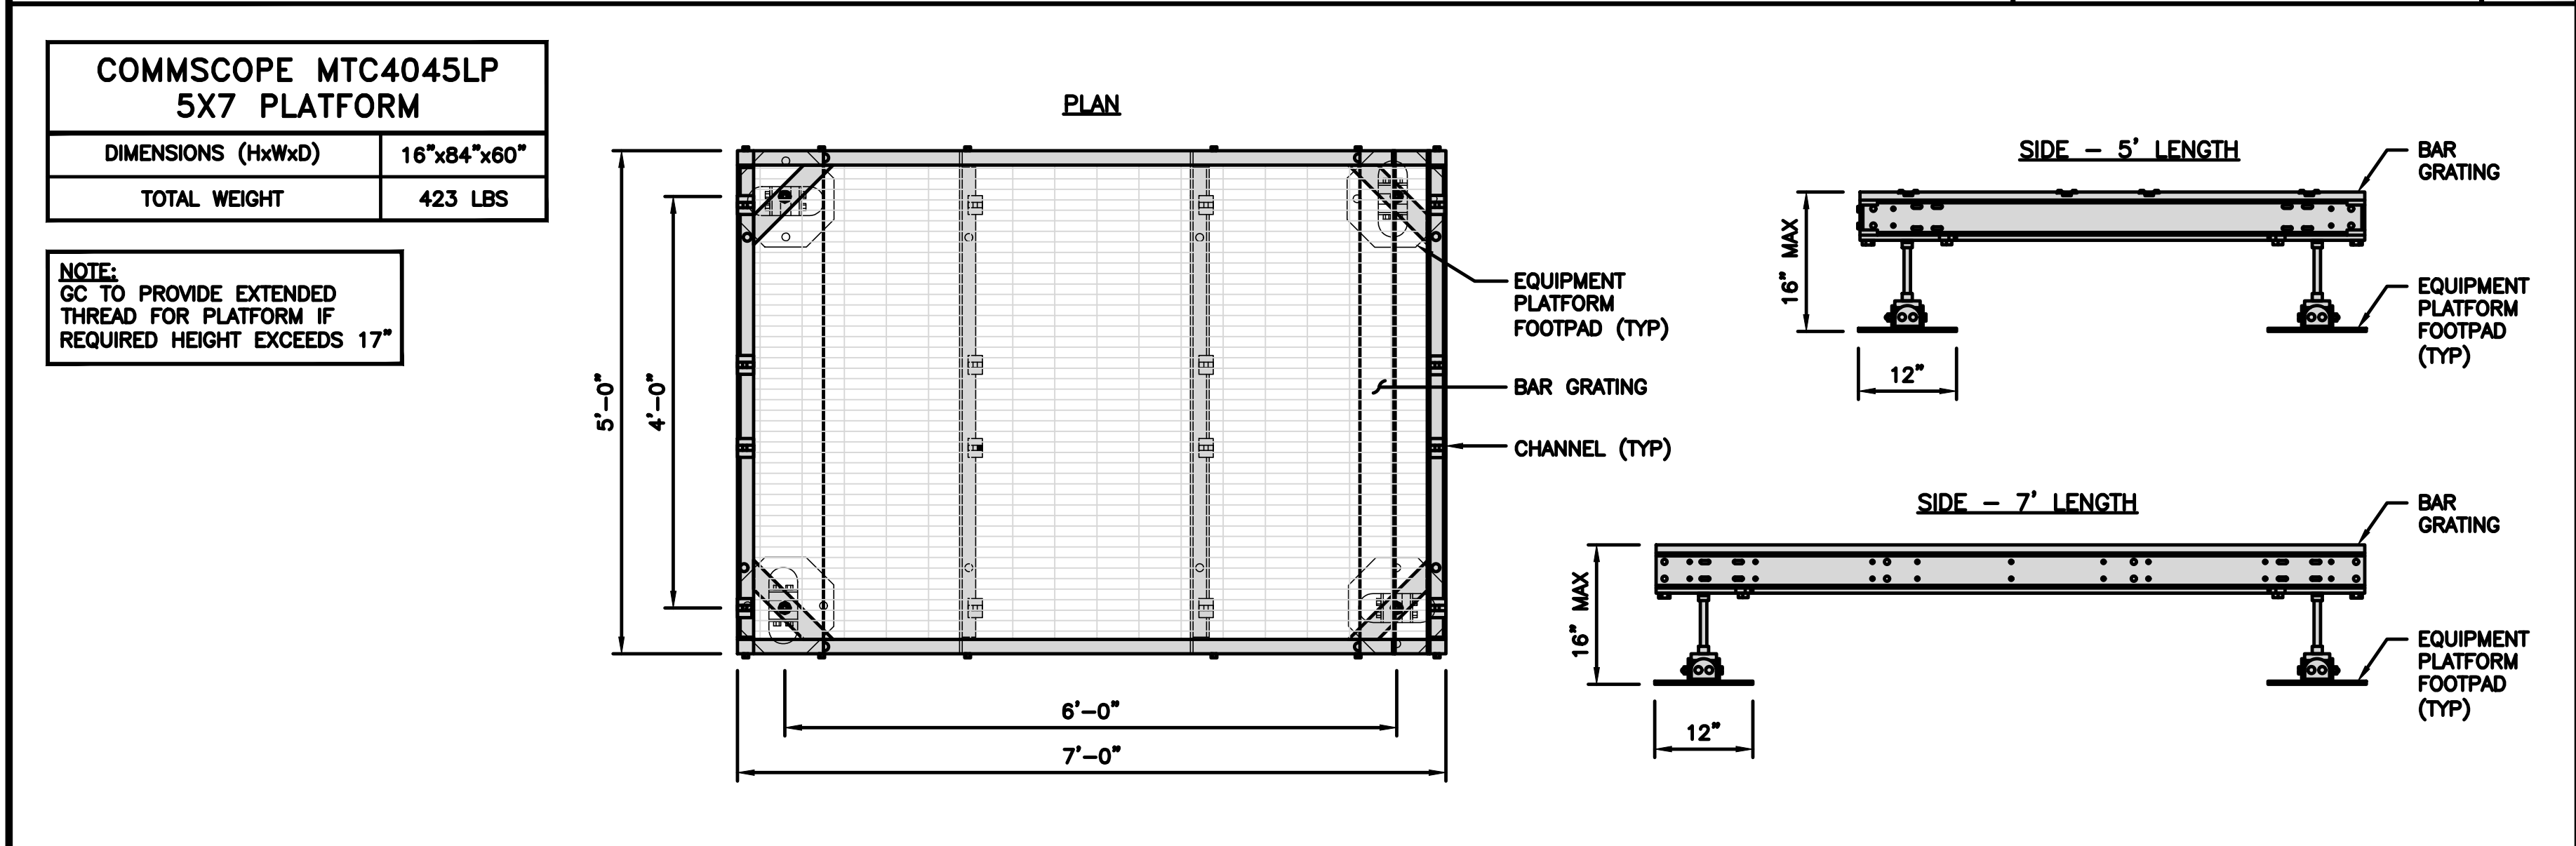 COMMSCOPE MTC4045LP
5X7 PLATFORM
DIMENSIONS (HxWxD) 16"x84"x60"
TOTAL WEIGHT 423 LBS
NOTE:
GC TO PROVIDE EXTENDED
THREAD FOR PLATFORM IF
REQUIRED HEIGHT EXCEEDS 17"
PLAN
5'-0"
4'-0"
6'-0"
7'-0"
EQUIPMENT
PLATFORM
FOOTPAD (TYP)
BAR GRATING
CHANNEL (TYP)
SIDE - 5' LENGTH
BAR
GRATING
16" MAX
EQUIPMENT
PLATFORM
FOOTPAD
(TYP)
12"
SIDE - 7' LENGTH
BAR
GRATING
16" MAX
EQUIPMENT
PLATFORM
FOOTPAD
(TYP)
12"